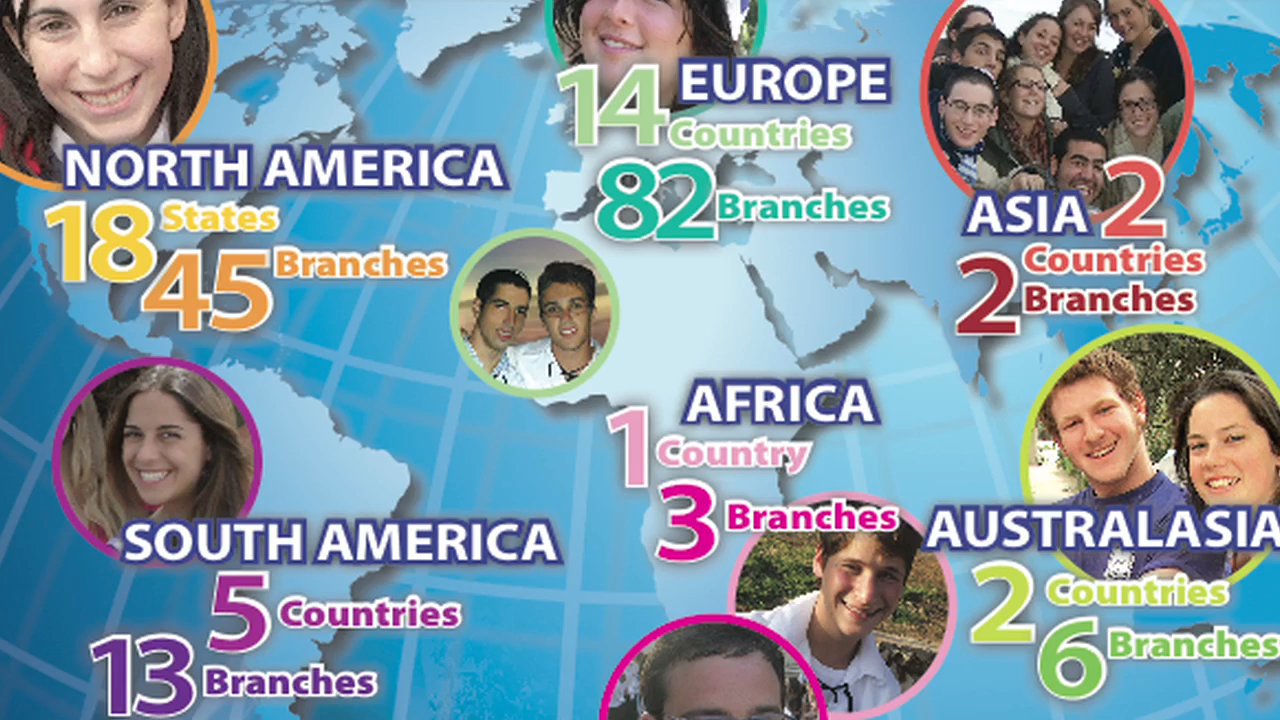 NORTH AMERICA
18 States
45 Branches
EUROPE
14 Countries
82 Branches
ASIA 2
Countries
2 Branches
AFRICA
1 Country
3 Branches
SOUTH AMERICA
5 Countries
13 Branches
AUSTRALASIA
2 Countries
6 Branches